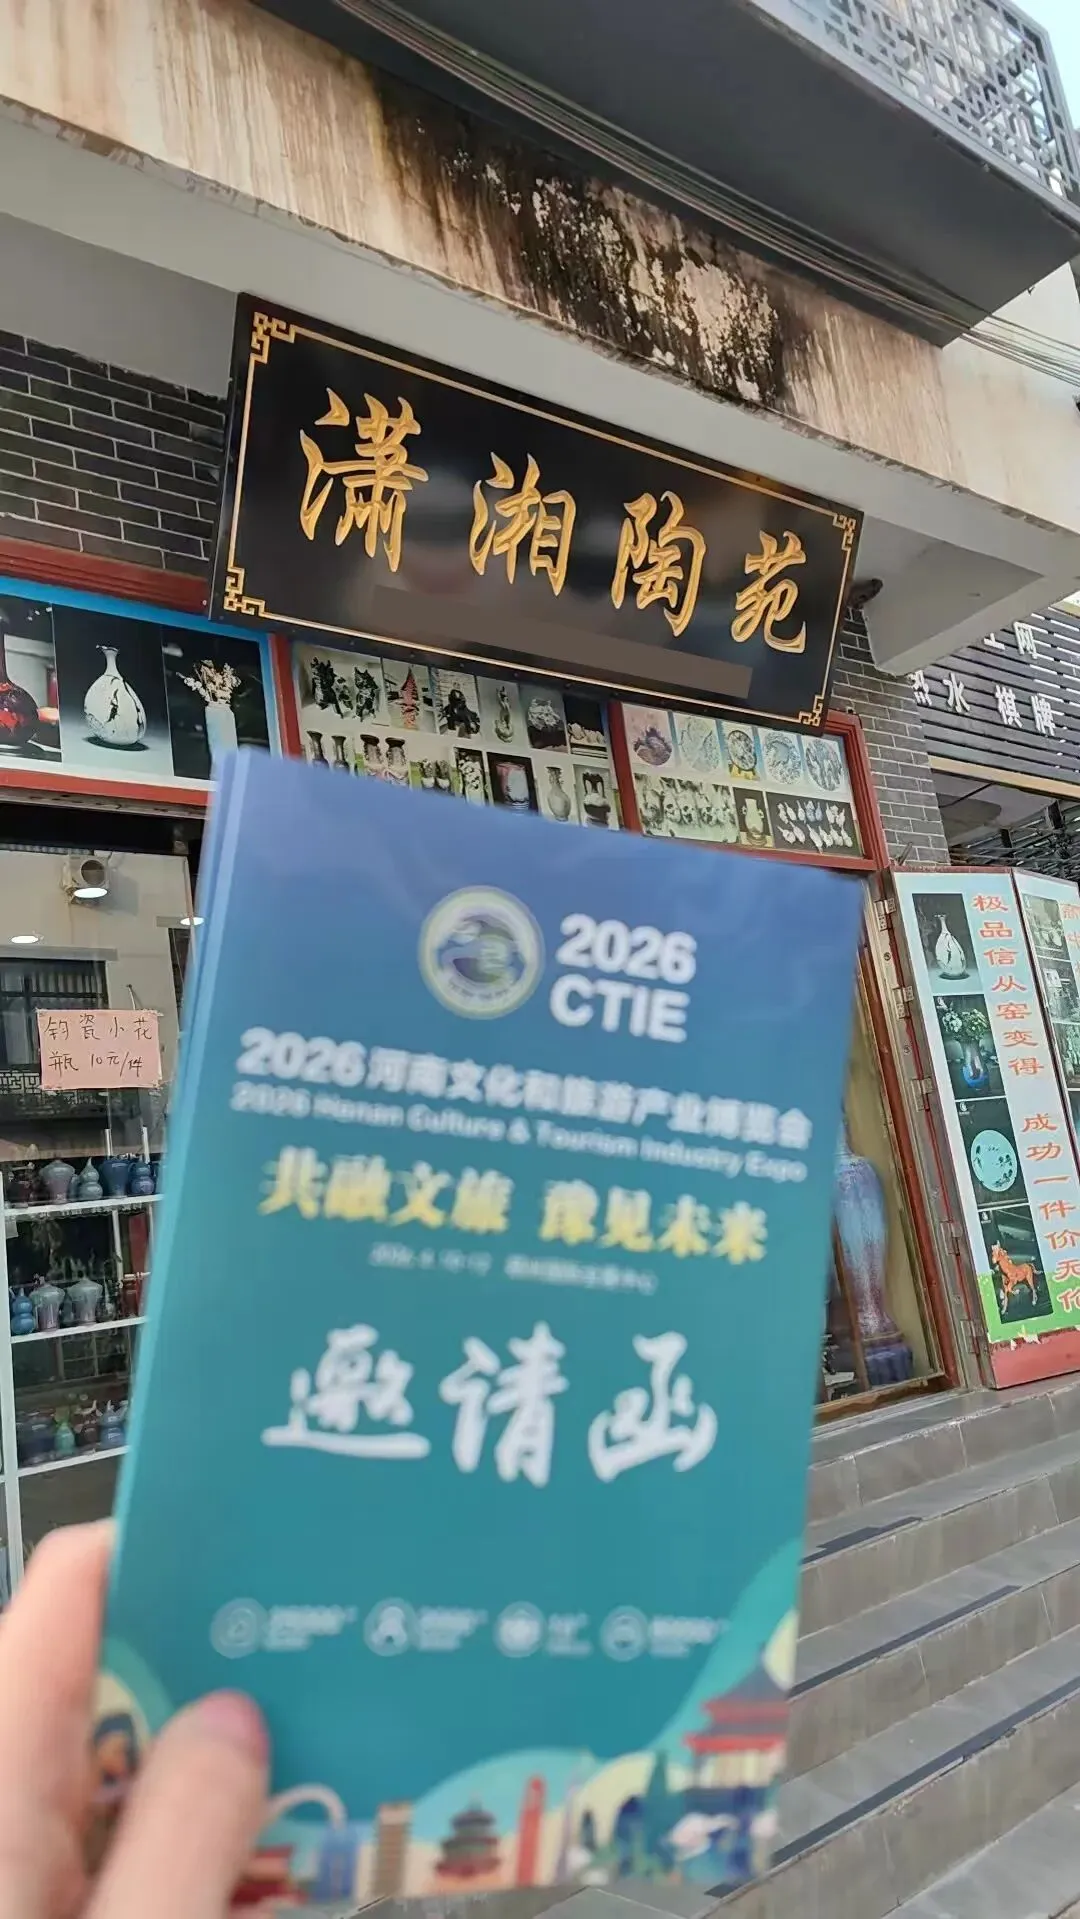 潇湘陶苑
水 棋牌
钧瓷小花
瓶 10元/件
极品信从窑变得 成功一件价无价
2026
CTIE
2026河南文化和旅游产业博览会
2026 Henan Culture & Tourism Industry Expo
共融文旅 豫见未来
邀请函